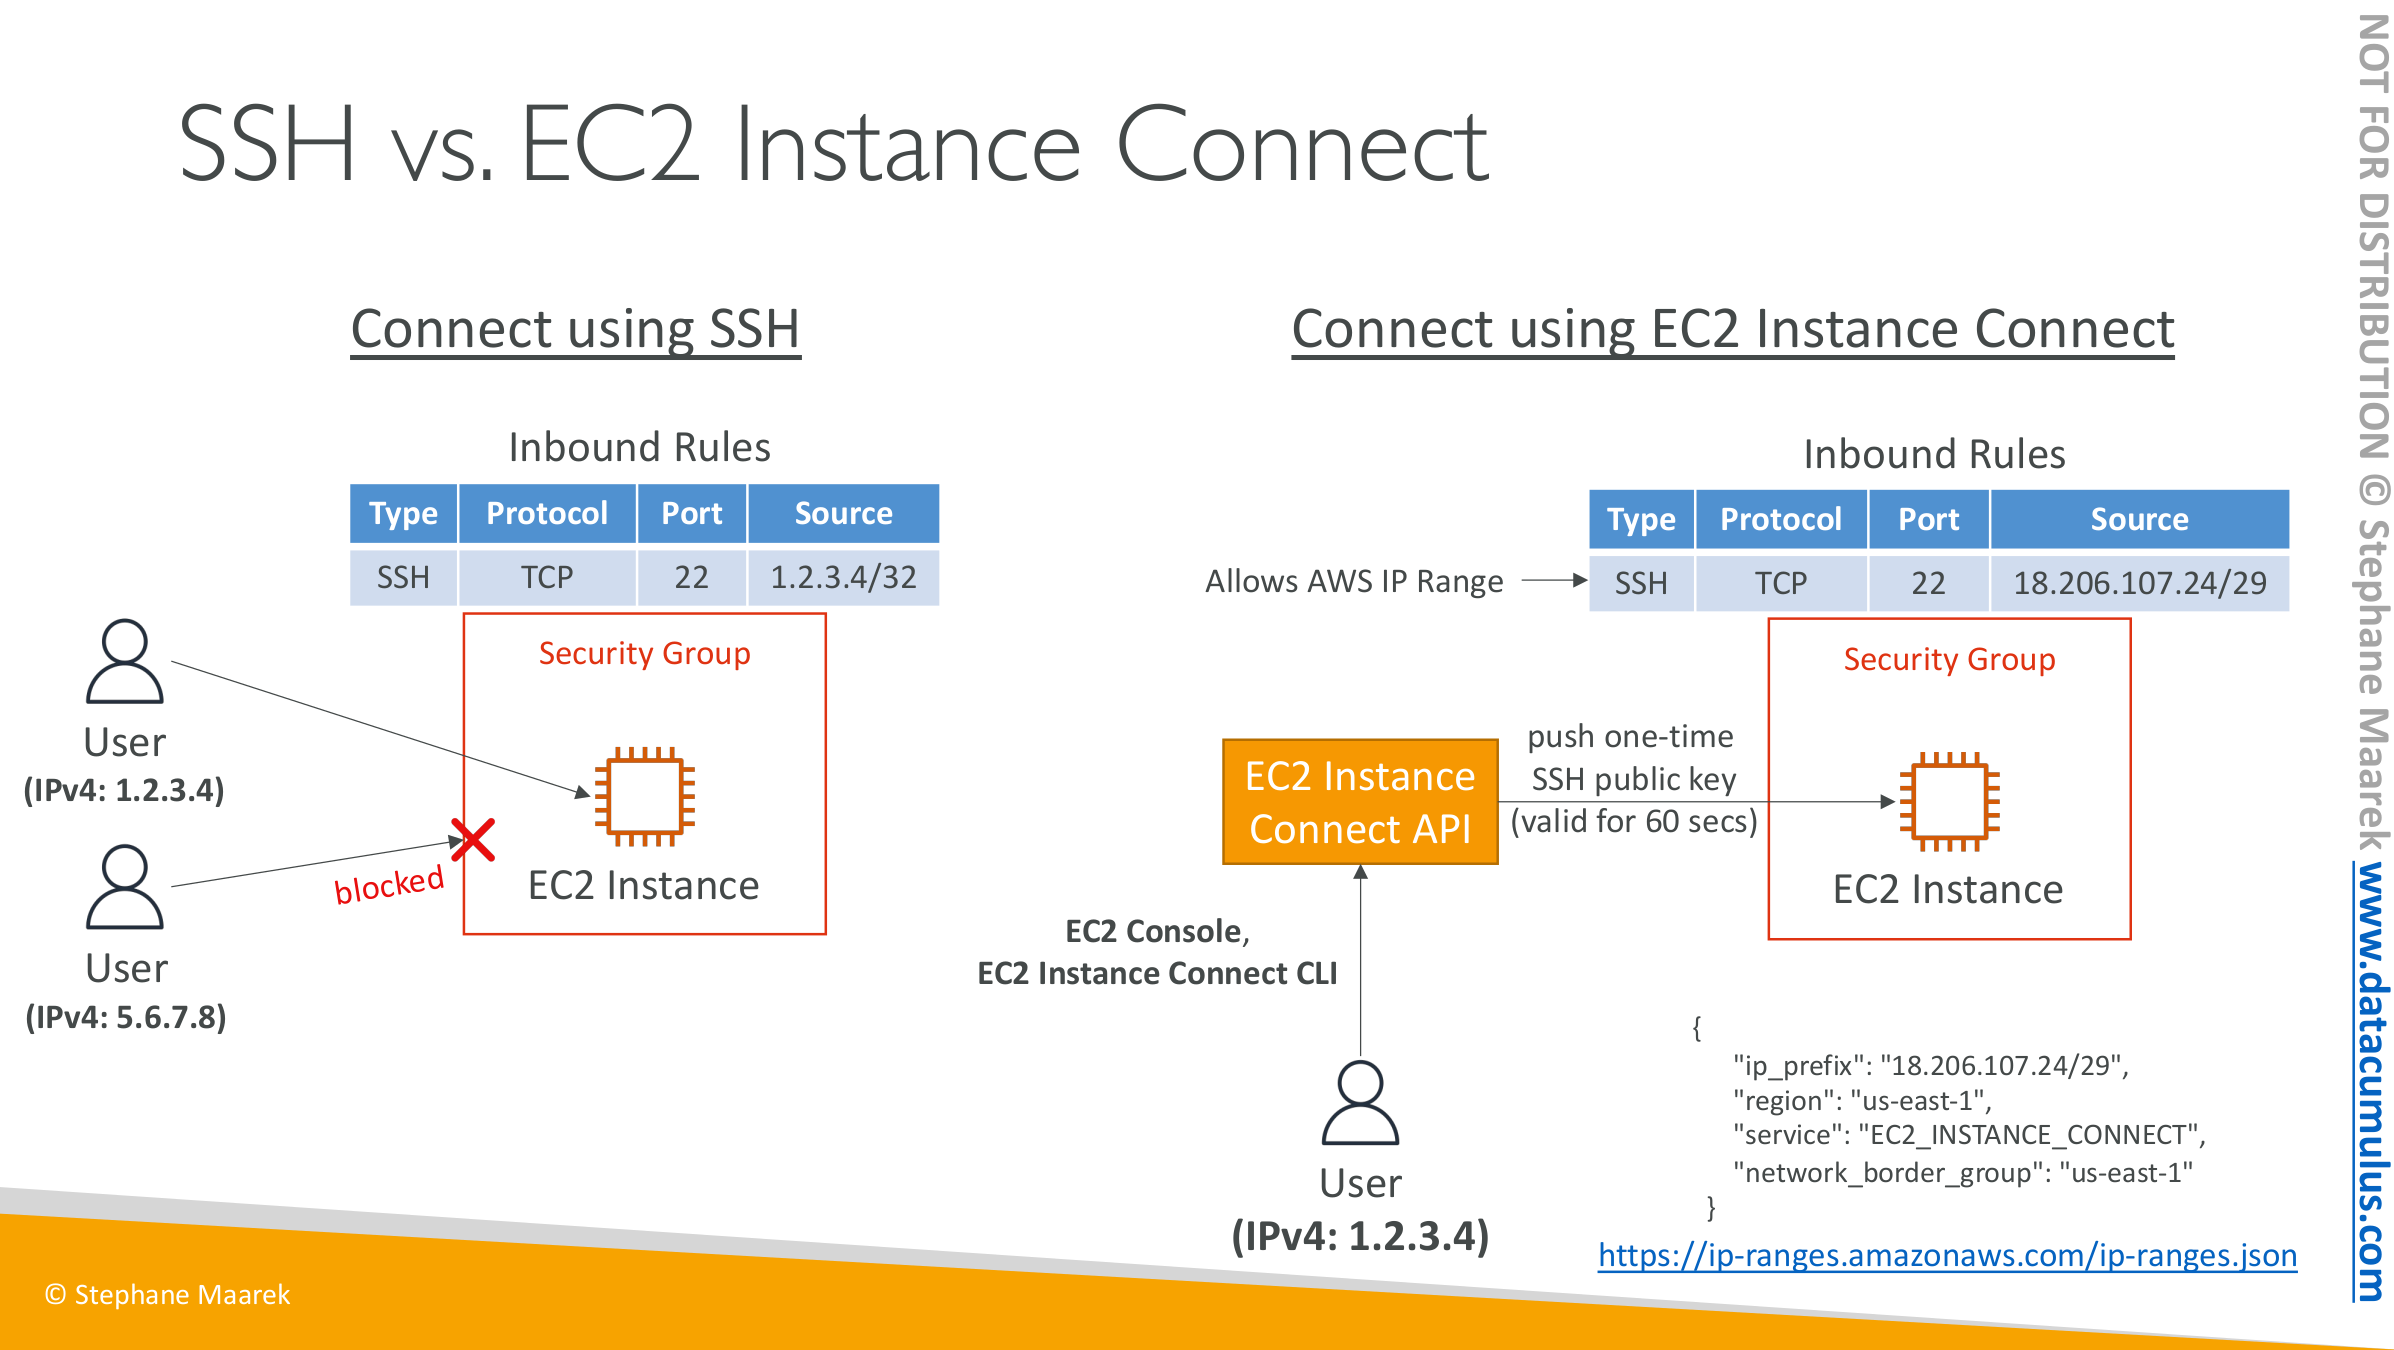 SSH vs. EC2 Instance Connect
Connect using SSH
Inbound Rules
Type Protocol Port Source
SSH TCP 22 1.2.3.4/32
Security Group
User
(IPv4: 1.2.3.4)
blocked
EC2 Instance
User
(IPv4: 5.6.7.8)
Connect using EC2 Instance Connect
Inbound Rules
Type Protocol Port Source
Allows AWS IP Range
SSH TCP 22 18.206.107.24/29
Security Group
EC2 Instance
Connect API
push one-time
SSH public key
(valid for 60 secs)
EC2 Instance
EC2 Console,
EC2 Instance Connect CLI
User
(IPv4: 1.2.3.4)
{
"ip_prefix": "18.206.107.24/29",
"region": "us-east-1",
"service": "EC2_INSTANCE_CONNECT",
"network_border_group": "us-east-1"
}
https://ip-ranges.amazonaws.com/ip-ranges.json
© Stephane Maarek
NOT FOR DISTRIBUTION © Stephane Maarek www.datacumulus.com